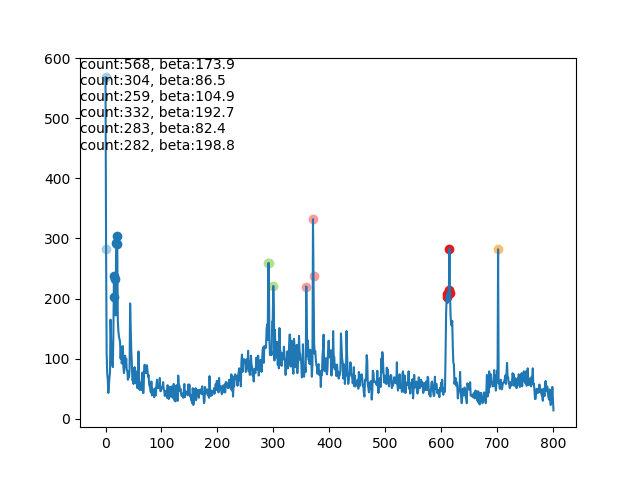 600
500
400
300
200
100
0
count:568, beta:173.9
count:304, beta:86.5
count:259, beta:104.9
count:332, beta:192.7
count:283, beta:82.4
count:282, beta:198.8
0 100 200 300 400 500 600 700 800